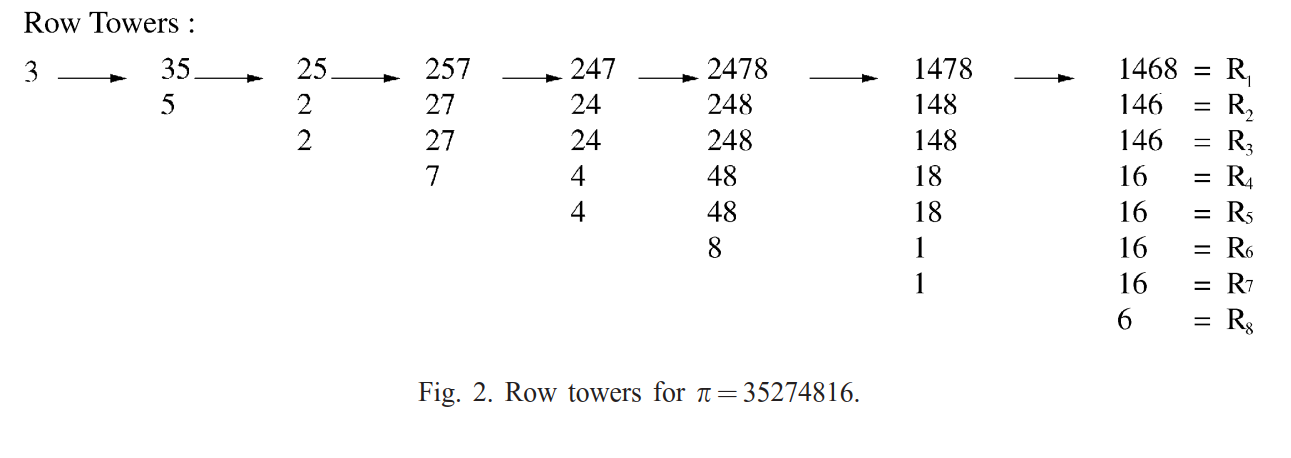 Row Towers :
3 → 35 → 25 → 257 → 247 → 2478 → 1478 → 1468 = R₁
5 2 27 24 248 148 146 = R₂
2 27 24 248 148 146 = R₃
7 4 48 18 16 = R₄
4 48 18 16 = R₅
8 1 16 = R₆
1 16 = R₇
6 = R₈
Fig. 2. Row towers for π = 35274816.